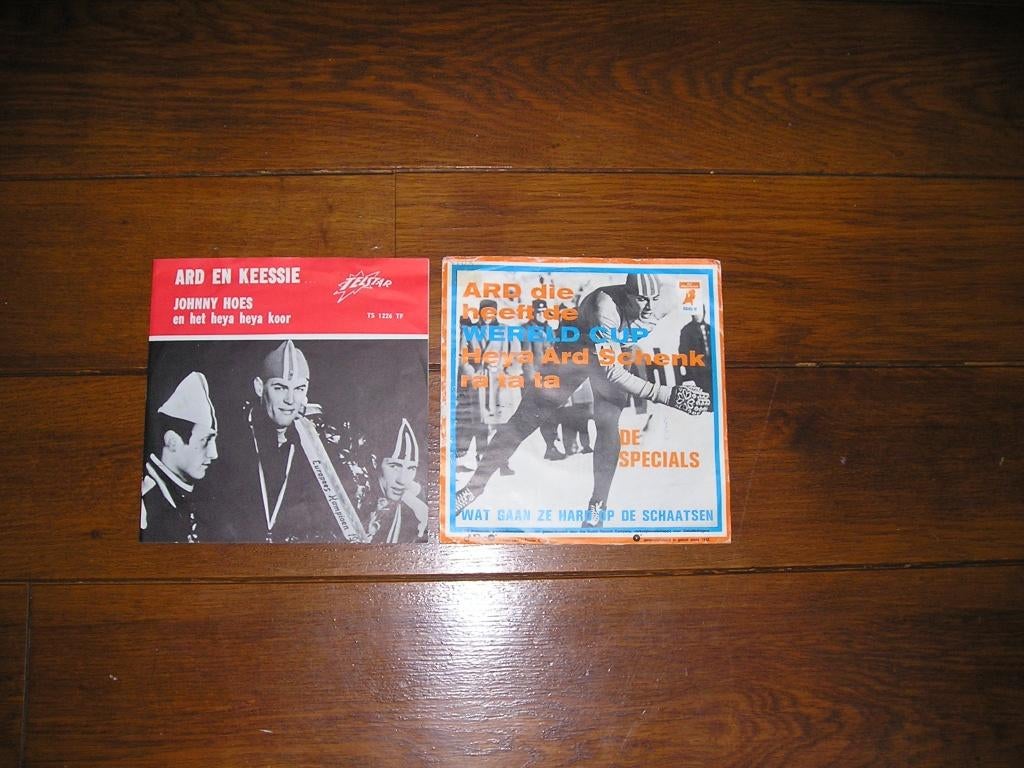 ARD EN KEESSIE
TELSTAR
JOHNNY HOES
en het heya heya koor
TS 1226 TF
Europees Kampioen
ARD die
heeft de
WERELD CUP
Heya Ard Schenk
ra ta ta
DE
SPECIALS
WAT GAAN ZE HARD OP DE SCHAATSEN